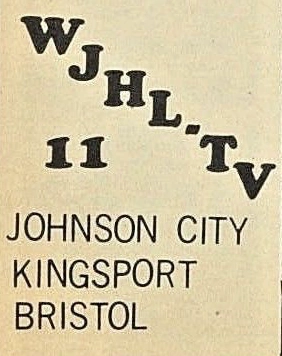 WJHL-TV
11
JOHNSON CITY
KINGSPORT
BRISTOL